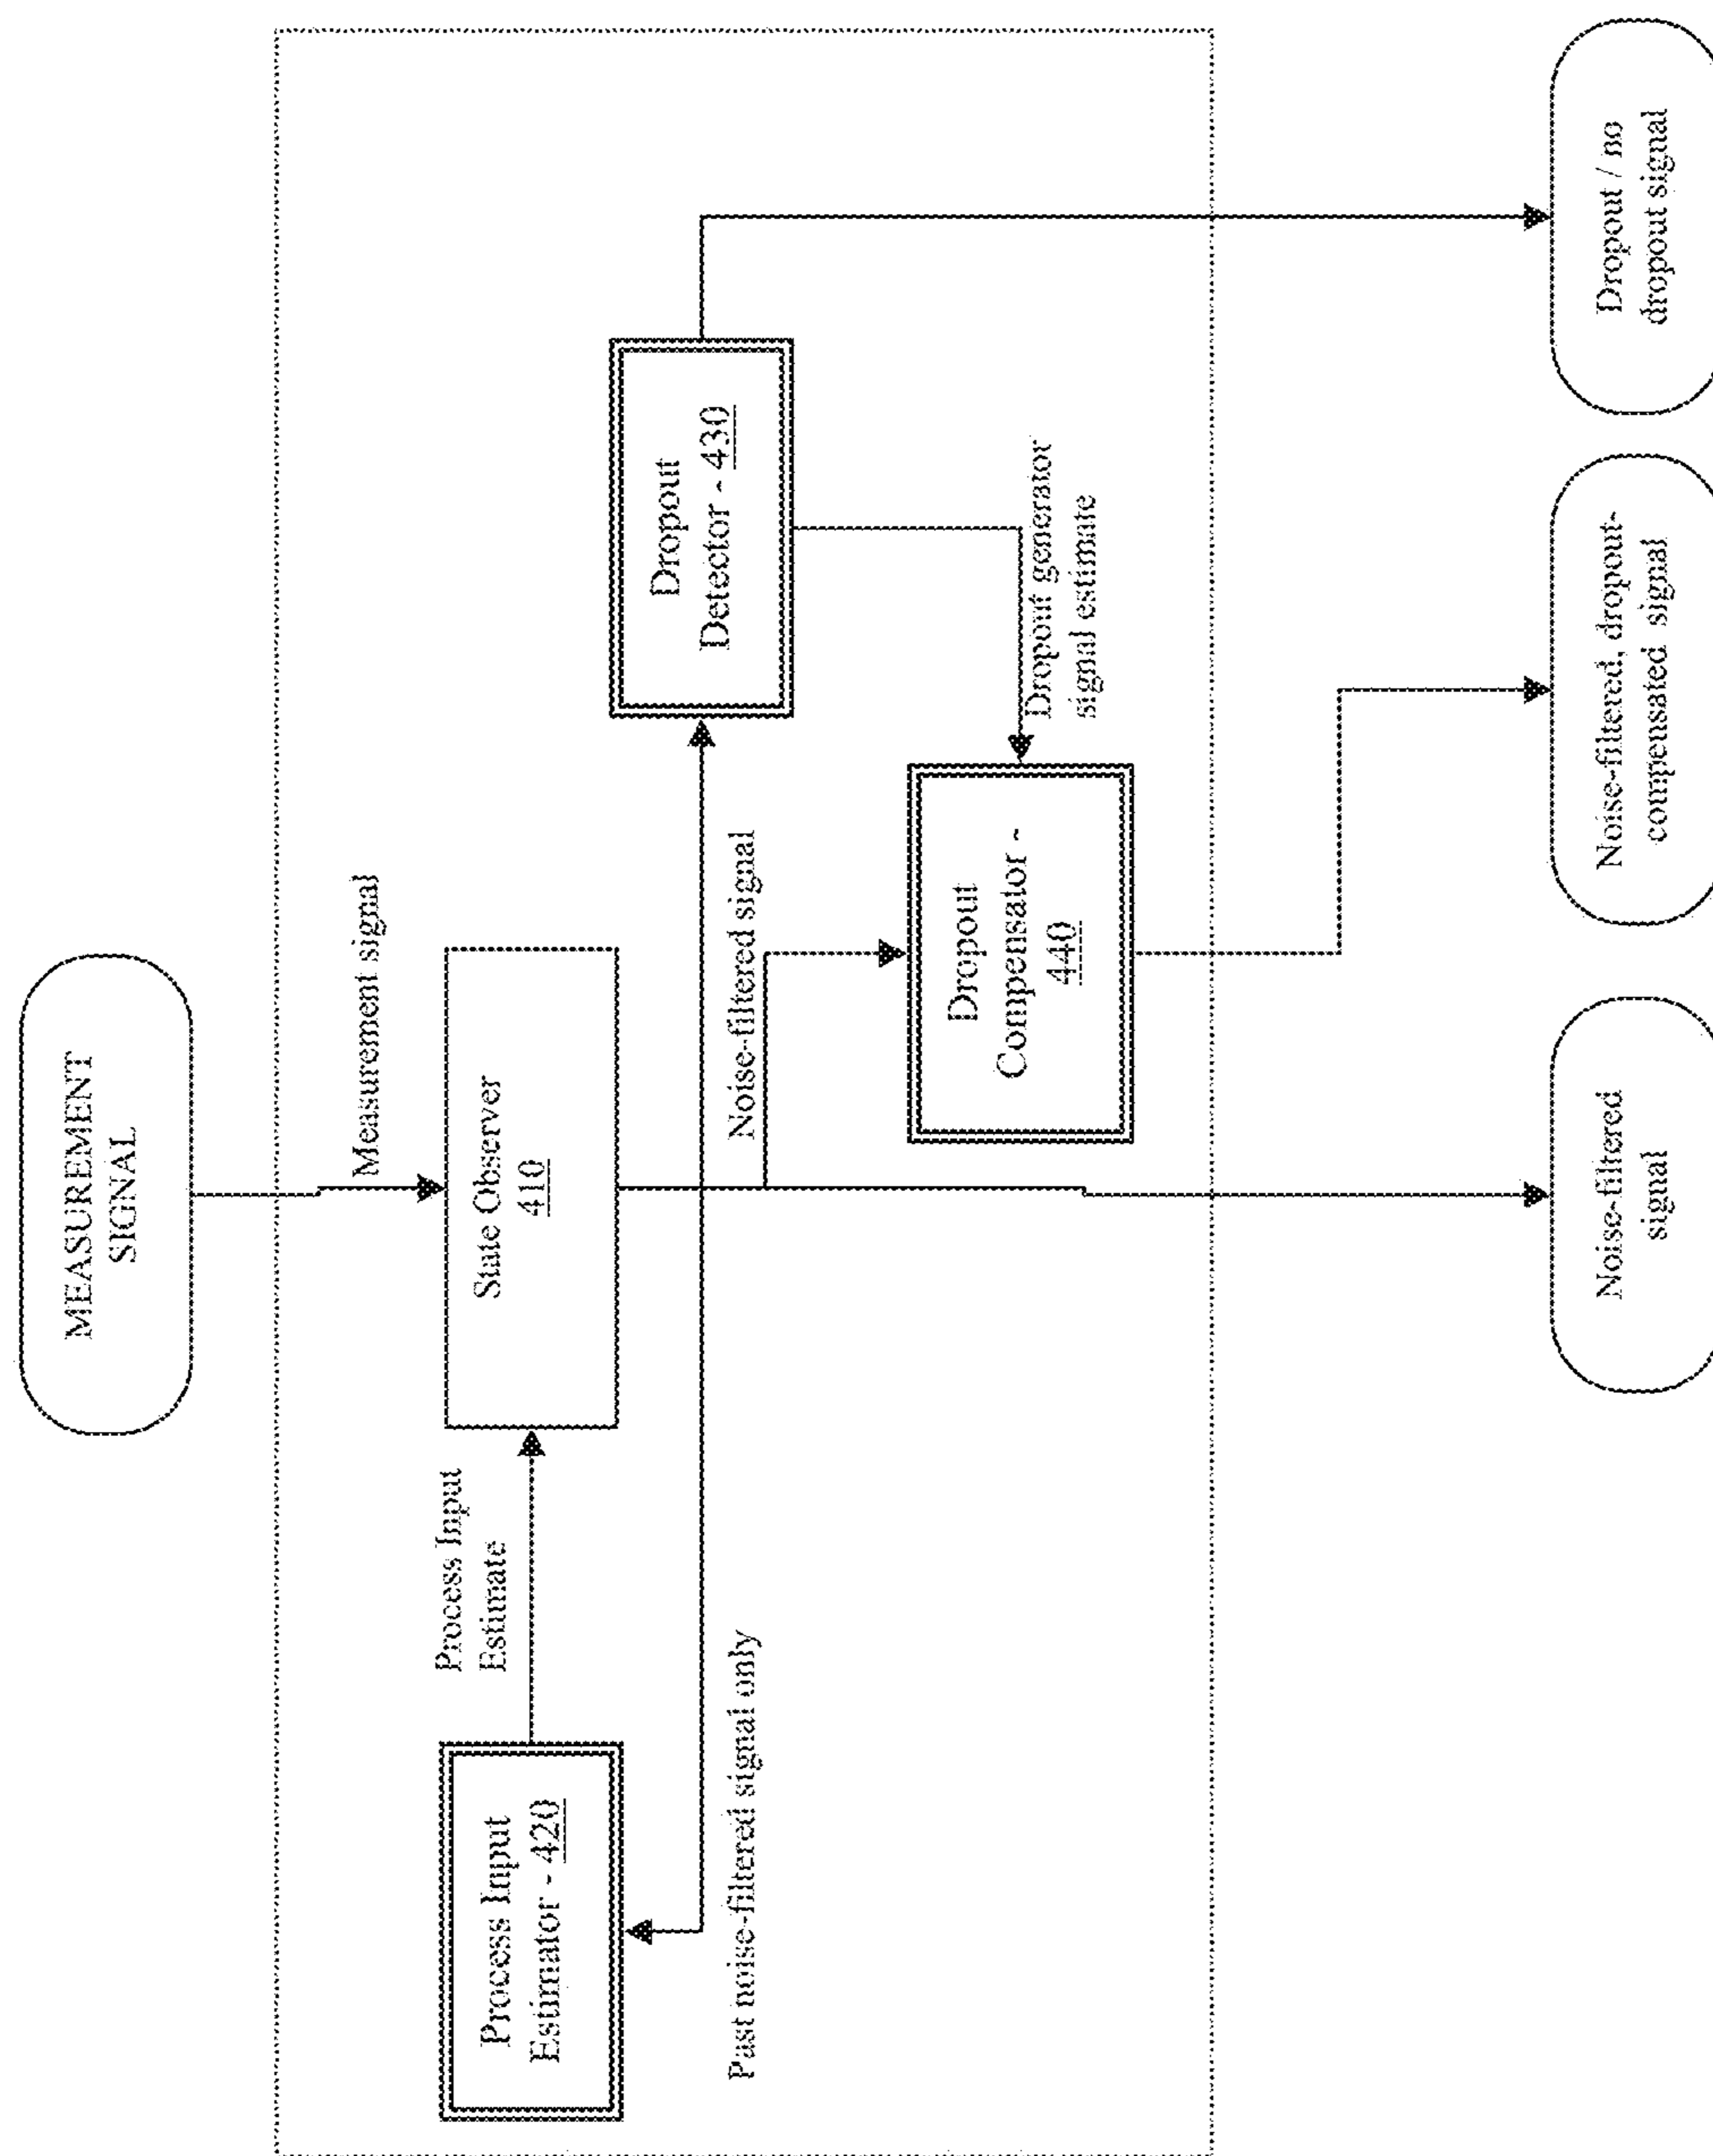 MEASUREMENT
SIGNAL
Measurement signal
Process Input
Estimate
Process Input
Estimator - 420
State Observer
410
Dropout
Detector - 430
Past noise-filtered signal only
Noise-filtered signal
Dropout
Compensator -
440
Dropout generator
signal estimate
Noise-filtered
signal
Noise-filtered, dropout-
compensated signal
Dropout / no
dropout signal